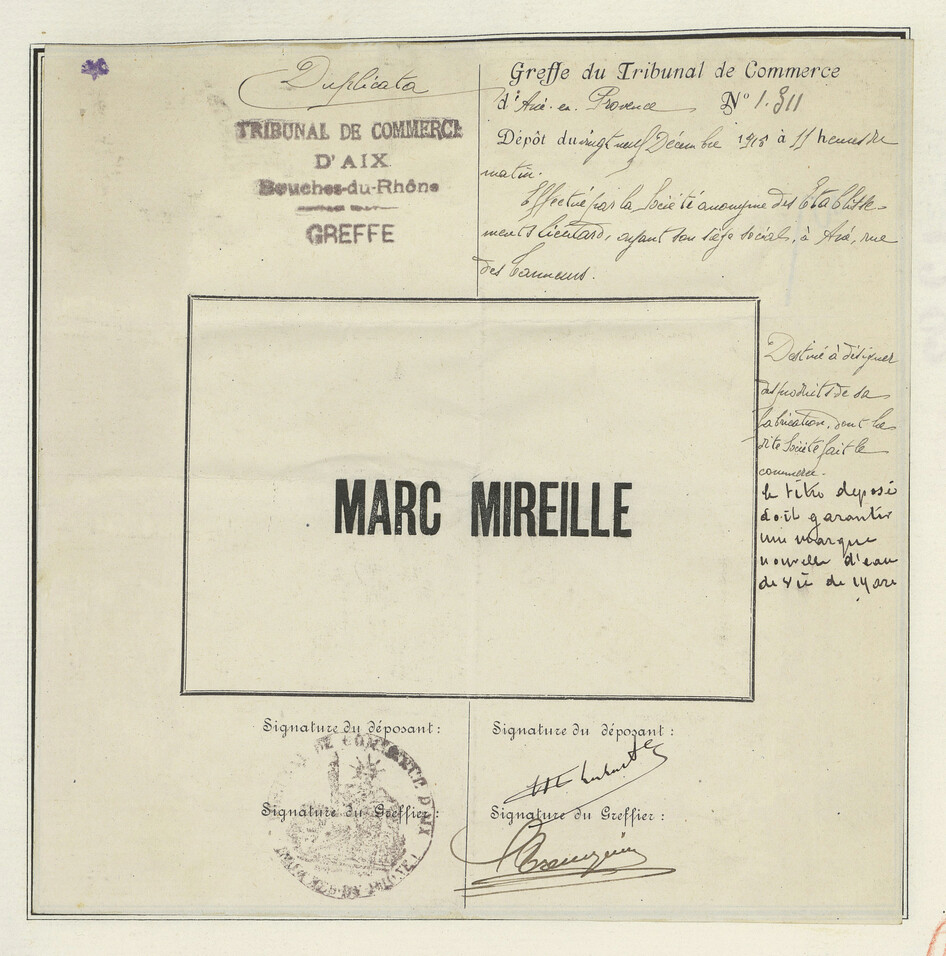 Duplicata
TRIBUNAL DE COMMERCE
D'AIX
Bouches-du-Rhône
GREFFE
Greffe du Tribunal de Commerce
d'Aix-en-Provence Nº 1.311
Dépôt du vingt neuf Décembre 1918 à 11 heures du
matin.
Effectué par la Société anonyme des Etablisse-
ments Liautard, ayant son siège social, à Aix, rue
des Tanneurs.
Destiné à désigner
des produits de sa
fabrication, dont la
dite Société fait le
commerce.
Le titre déposé
doit garantir
une marque
nouvelle d'eau
de vie de Marc
MARC MIREILLE
Signature du déposant:
Signature du déposant:
Signature du Greffier:
Signature du Greffier: